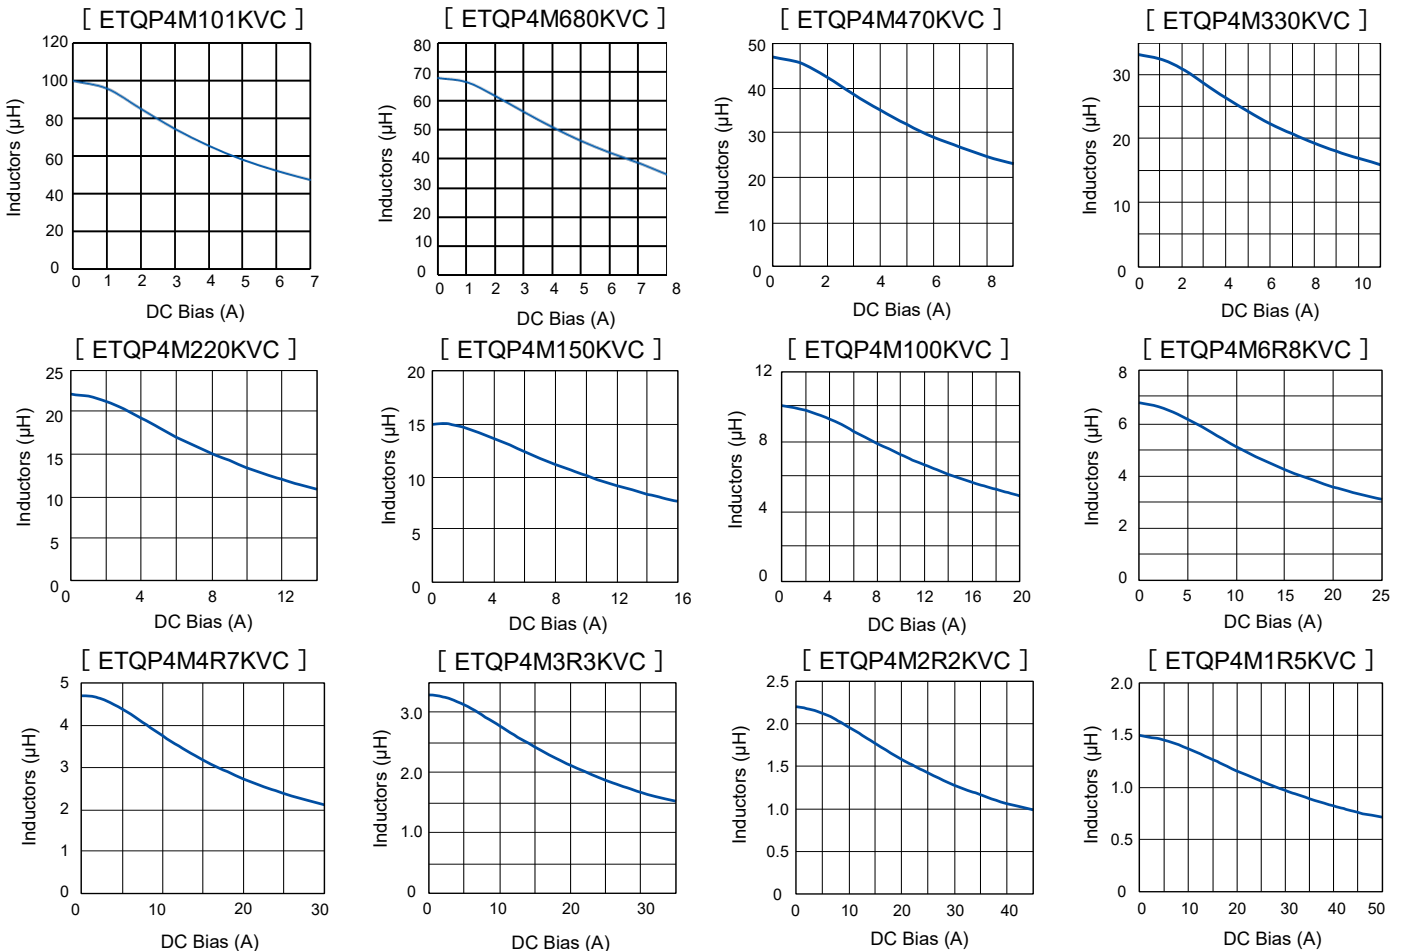 [ ETQP4M101KVC ]
120
100
80
60
40
20
0
0 1 2 3 4 5 6 7
Inductors (µH)
DC Bias (A)
[ ETQP4M680KVC ]
80
70
60
50
40
30
20
10
0
0 1 2 3 4 5 6 7 8
Inductors (µH)
DC Bias (A)
[ ETQP4M470KVC ]
50
40
30
20
10
0
0 2 4 6 8
Inductors (µH)
DC Bias (A)
[ ETQP4M330KVC ]
30
20
10
0
0 2 4 6 8 10
Inductors (µH)
DC Bias (A)
[ ETQP4M220KVC ]
25
20
15
10
5
0
0 4 8 12
Inductors (µH)
DC Bias (A)
[ ETQP4M150KVC ]
20
15
10
5
0
0 4 8 12 16
Inductors (µH)
DC Bias (A)
[ ETQP4M100KVC ]
12
8
4
0
0 4 8 12 16 20
Inductors (µH)
DC Bias (A)
[ ETQP4M6R8KVC ]
8
6
4
2
0
0 5 10 15 20 25
Inductors (µH)
DC Bias (A)
[ ETQP4M4R7KVC ]
5
4
3
2
1
0
0 10 20 30
Inductors (µH)
DC Bias (A)
[ ETQP4M3R3KVC ]
3.0
2.0
1.0
0
0 10 20 30
Inductors (µH)
DC Bias (A)
[ ETQP4M2R2KVC ]
2.5
2.0
1.5
1.0
0.5
0
0 10 20 30 40
Inductors (µH)
DC Bias (A)
[ ETQP4M1R5KVC ]
2.0
1.5
1.0
0.5
0
0 10 20 30 40 50
Inductors (µH)
DC Bias (A)